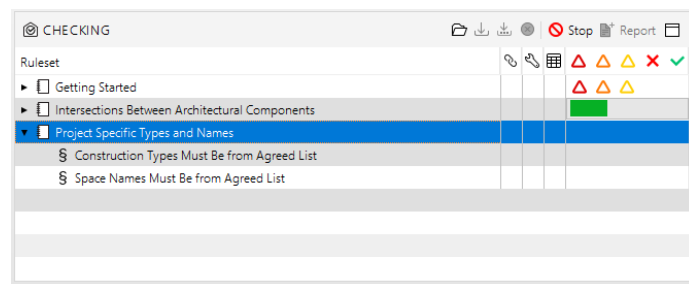 CHECKING Stop Report
Ruleset
Getting Started
Intersections Between Architectural Components
Project Specific Types and Names
§ Construction Types Must Be from Agreed List
§ Space Names Must Be from Agreed List